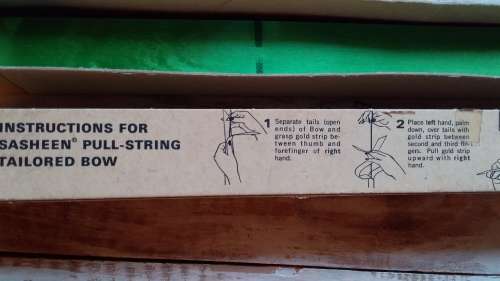 INSTRUCTIONS FOR
SASHEEN® PULL-STRING
TAILORED BOW
1 Separate tails (open
ends) of Bow and
grasp gold strip be-
tween thumb and
forefinger of right
hand.
2 Place left hand, palm
down, over tails with
gold strip between
second and third fin-
gers. Pull gold strip
upward with right
hand.